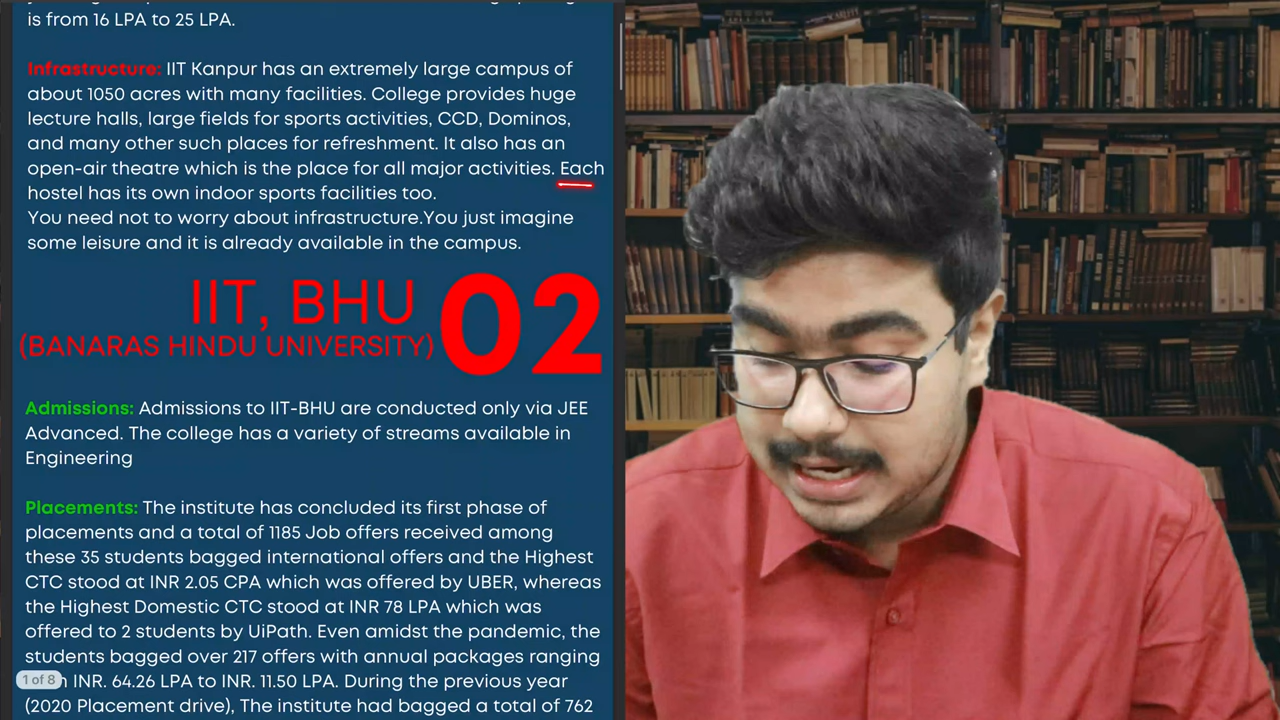 is from 16 LPA to 25 LPA.
Infrastructure: IIT Kanpur has an extremely large campus of
about 1050 acres with many facilities. College provides huge
lecture halls, large fields for sports activities, CCD, Dominos,
and many other such places for refreshment. It also has an
open-air theatre which is the place for all major activities. Each
hostel has its own indoor sports facilities too.
You need not to worry about infrastructure.You just imagine
some leisure and it is already available in the campus.
IIT, BHU
(BANARAS HINDU UNIVERSITY)
02
Admissions: Admissions to IIT-BHU are conducted only via JEE
Advanced. The college has a variety of streams available in
Engineering
Placements: The institute has concluded its first phase of
placements and a total of 1185 Job offers received among
these 35 students bagged international offers and the Highest
CTC stood at INR 2.05 CPA which was offered by UBER, whereas
the Highest Domestic CTC stood at INR 78 LPA which was
offered to 2 students by UiPath. Even amidst the pandemic, the
students bagged over 217 offers with annual packages ranging
INR. 64.26 LPA to INR. 11.50 LPA. During the previous year
1 of 8
(2020 Placement drive), The institute had bagged a total of 762